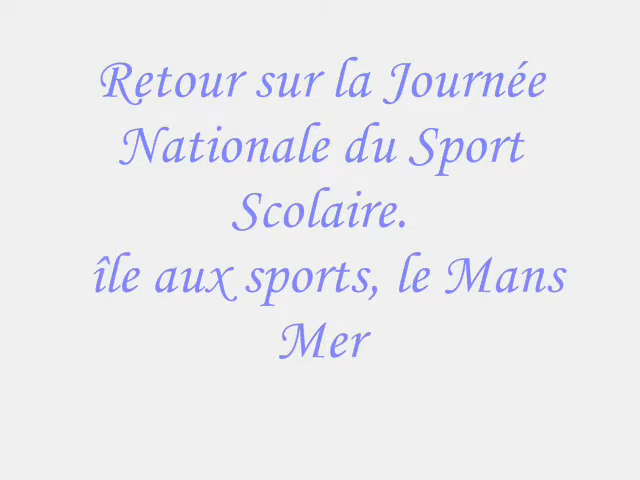 Retour sur la Journée
Nationale du Sport
Scolaire.
île aux sports, le Mans
Mer